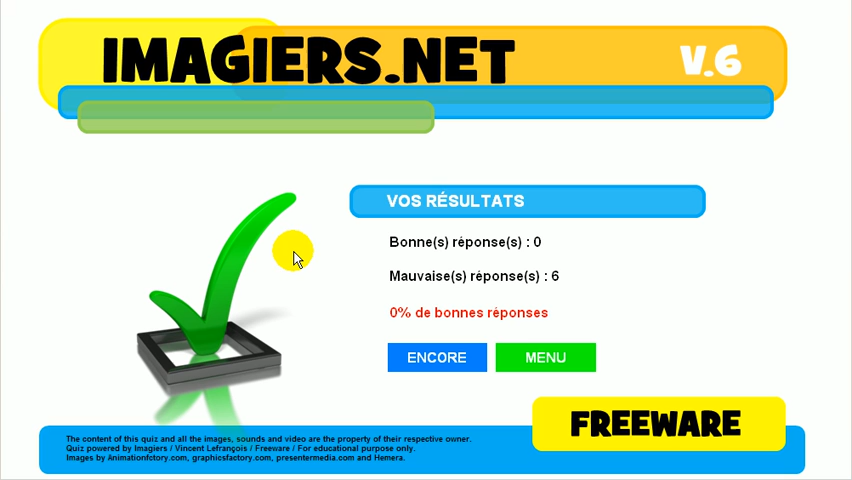 IMAGIERS.NET
V.6
VOS RÉSULTATS
Bonne(s) réponse(s) : 0
Mauvaise(s) réponse(s) : 6
0% de bonnes réponses
ENCORE
MENU
FREEWARE
The content of this quiz and all the images, sounds and video are the property of their respective owner.
Quiz powered by Imagiers / Vincent Lefrançois / Freeware / For educational purpose only.
Images by Animationfctory.com, graphicsfactory.com, presentermedia.com and Hemera.